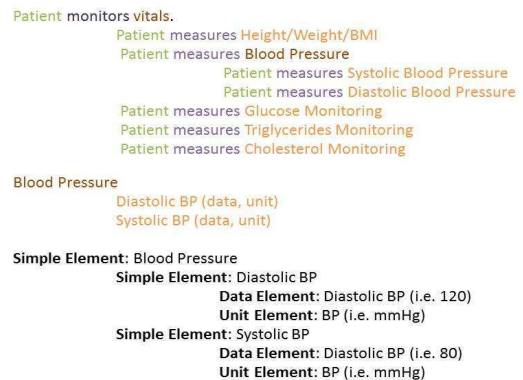 Patient monitors vitals.
Patient measures Height/Weight/BMI
Patient measures Blood Pressure
Patient measures Systolic Blood Pressure
Patient measures Diastolic Blood Pressure
Patient measures Glucose Monitoring
Patient measures Triglycerides Monitoring
Patient measures Cholesterol Monitoring
Blood Pressure
Diastolic BP (data, unit)
Systolic BP (data, unit)
Simple Element: Blood Pressure
Simple Element: Diastolic BP
Data Element: Diastolic BP (i.e. 120)
Unit Element: BP (i.e. mmHg)
Simple Element: Systolic BP
Data Element: Diastolic BP (i.e. 80)
Unit Element: BP (i.e. mmHg)